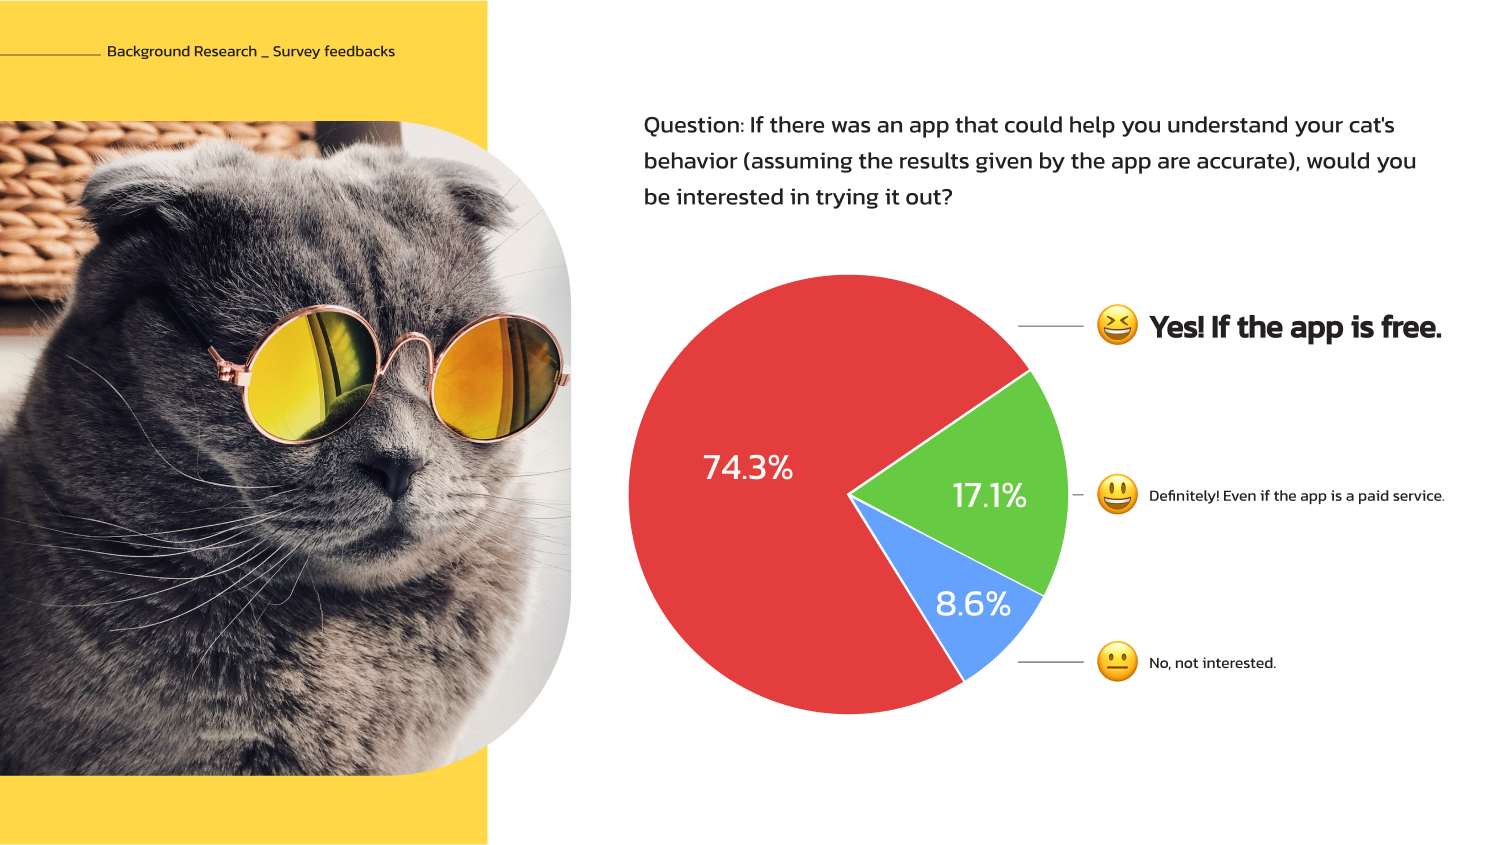 Background Research _ Survey feedbacks
Question: If there was an app that could help you understand your cat's
behavior (assuming the results given by the app are accurate), would you
be interested in trying it out?
Yes! If the app is free.
74.3%
17.1%
Definitely! Even if the app is a paid service.
8.6%
No, not interested.